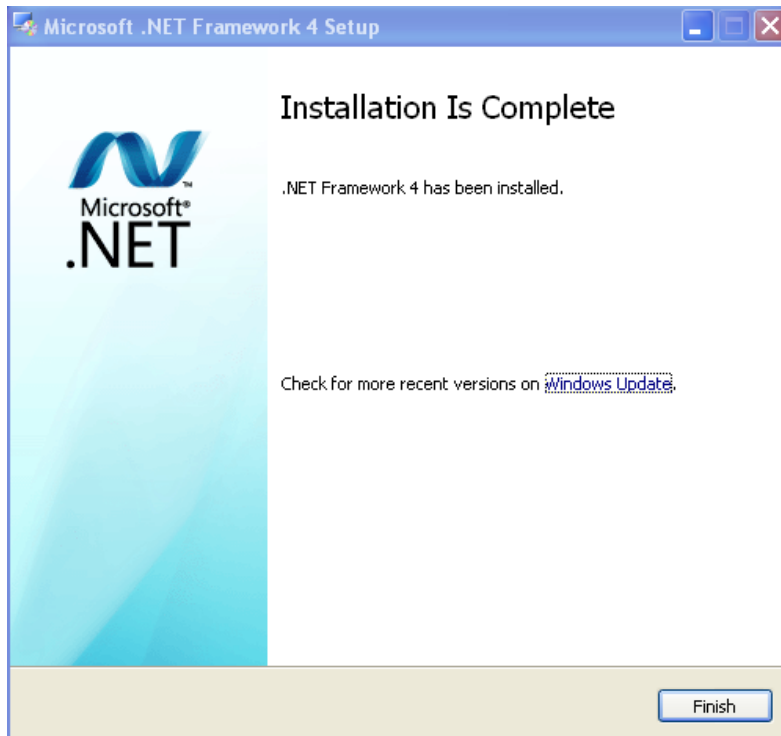 Microsoft .NET Framework 4 Setup
Installation Is Complete
.NET Framework 4 has been installed.
TM
Microsoft®
.NET
Check for more recent versions on Windows Update.
Finish